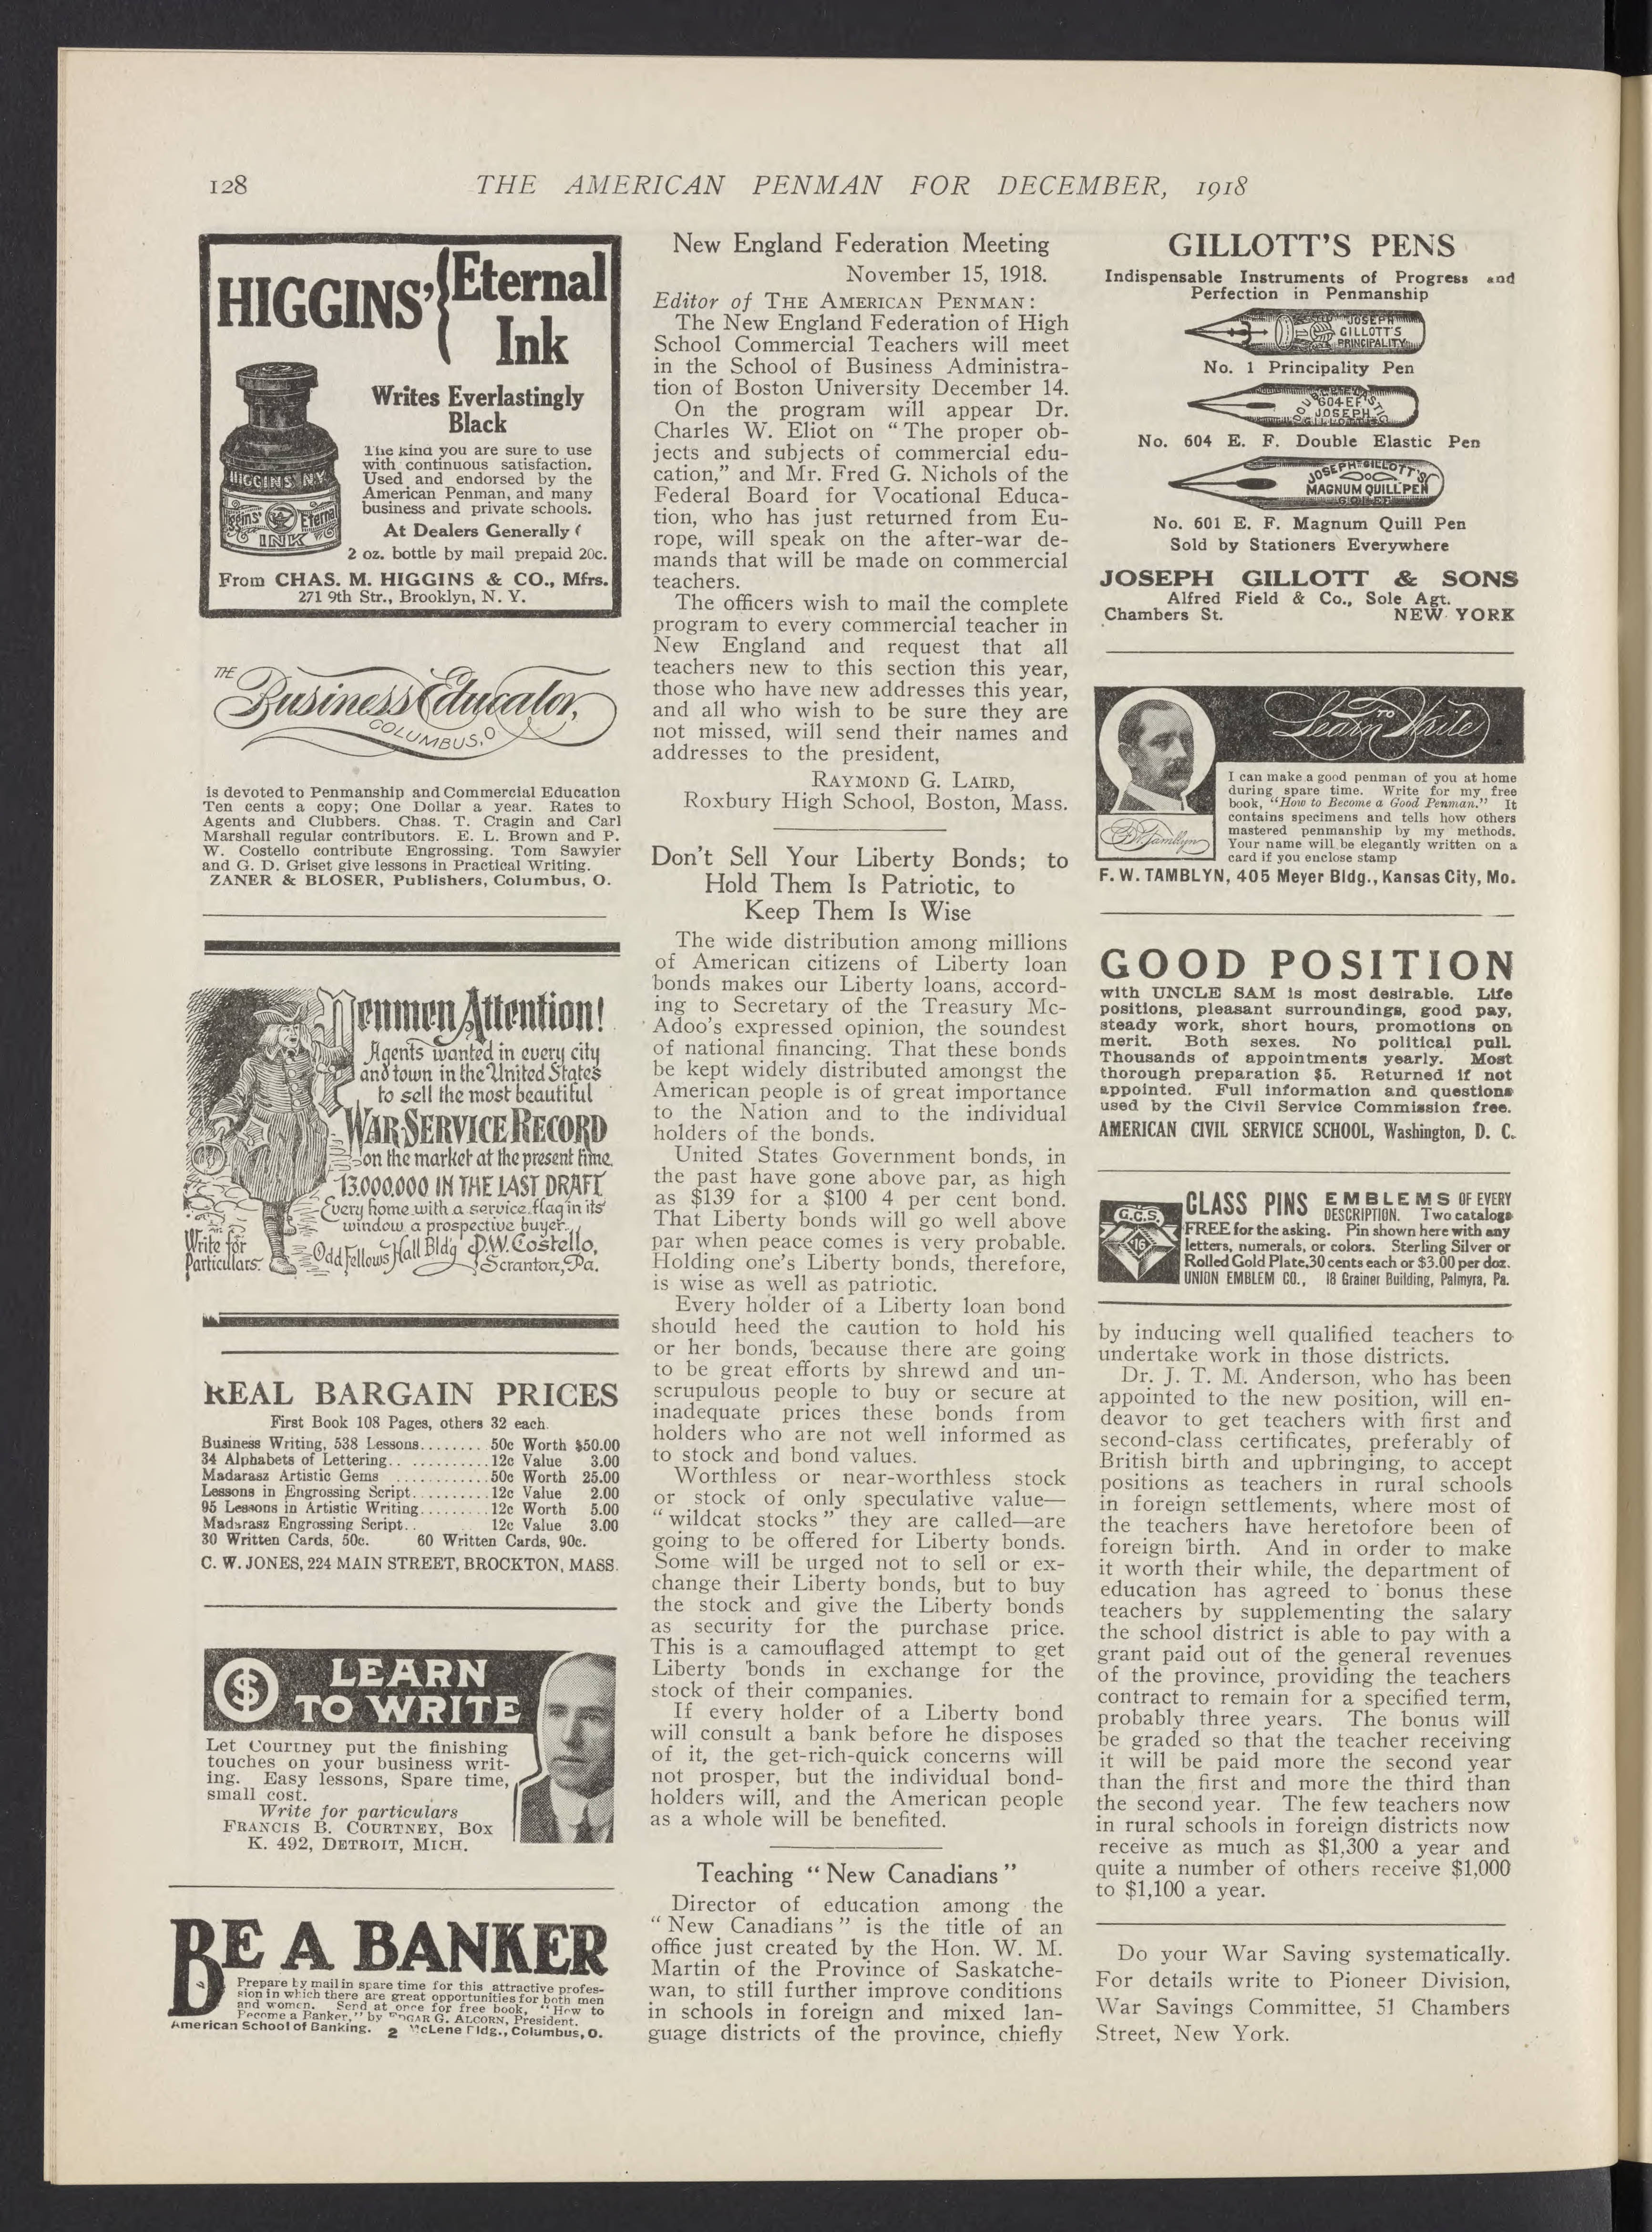 128
THE AMERICAN PENMAN FOR DECEMBER, 1918
HIGGINS' { Eternal
Ink
Writes Everlastingly
Black
The kind you are sure to use
with continuous satisfaction.
Used and endorsed by the
American Penman, and many
business and private schools.
At Dealers Generally
2 oz. bottle by mail prepaid 20c.
From CHAS. M. HIGGINS & CO., Mfrs.
271 9th Str., Brooklyn, N. Y.
HIGGINS' N.Y.
Higgins' Eternal
INK
THE
Business Educator,
COLUMBUS, O
is devoted to Penmanship and Commercial Education
Ten cents a copy; One Dollar a year. Rates to
Agents and Clubbers. Chas. T. Cragin and Carl
Marshall regular contributors. E. L. Brown and P.
W. Costello contribute Engrossing. Tom Sawyier
and G. D. Griset give lessons in Practical Writing.
ZANER & BLOSER, Publishers, Columbus, O.
Penmen Attention!
Agents wanted in every city
and town in the United States
to sell the most beautiful
WAR SERVICE RECORD
on the market at the present time.
13.000.000 IN THE LAST DRAFT
Every home with a service flag in its
window a prospective buyer.
Write for
Particulars.
Odd Fellows Hall Bldg P.W. Costello,
Scranton, Pa.
REAL BARGAIN PRICES
First Book 108 Pages, others 32 each.
Business Writing, 538 Lessons........ 50c Worth $50.00
34 Alphabets of Lettering.. ...........12c Value 3.00
Madarasz Artistic Gems ............50c Worth 25.00
Lessons in Engrossing Script..........12c Value 2.00
95 Lessons in Artistic Writing.........12c Worth 5.00
Madarasz Engrossing Script.. 12c Value 3.00
30 Written Cards, 50c. 60 Written Cards, 90c.
C. W. JONES, 224 MAIN STREET, BROCKTON, MASS.
$
LEARN
TO WRITE
Let Courtney put the finishing
touches on your business writ-
ing. Easy lessons, Spare time,
small cost.
Write for particulars
FRANCIS B. COURTNEY, BOX
K. 492, DETROIT, MICH.
BE A BANKER
Prepare by mail in spare time for this attractive profes-
sion in which there are great opportunities for both men
and women. Send at once for free book, "How to
Become a Banker," by EDGAR G. ALCORN, President.
American School of Banking. 2 McLene Bldg., Columbus, O.
New England Federation Meeting
November 15, 1918.
Editor of THE AMERICAN PENMAN:
The New England Federation of High
School Commercial Teachers will meet
in the School of Business Administra-
tion of Boston University December 14.
On the program will appear Dr.
Charles W. Eliot on "The proper ob-
jects and subjects of commercial edu-
cation," and Mr. Fred G. Nichols of the
Federal Board for Vocational Educa-
tion, who has just returned from Eu-
rope, will speak on the after-war de-
mands that will be made on commercial
teachers.
The officers wish to mail the complete
program to every commercial teacher in
New England and request that all
teachers new to this section this year,
those who have new addresses this year,
and all who wish to be sure they are
not missed, will send their names and
addresses to the president,
RAYMOND G. LAIRD,
Roxbury High School, Boston, Mass.
Don't Sell Your Liberty Bonds; to
Hold Them Is Patriotic, to
Keep Them Is Wise
The wide distribution among millions
of American citizens of Liberty loan
bonds makes our Liberty loans, accord-
ing to Secretary of the Treasury Mc-
Adoo's expressed opinion, the soundest
of national financing. That these bonds
be kept widely distributed amongst the
American people is of great importance
to the Nation and to the individual
holders of the bonds.
United States Government bonds, in
the past have gone above par, as high
as $139 for a $100 4 per cent bond.
That Liberty bonds will go well above
par when peace comes is very probable.
Holding one's Liberty bonds, therefore,
is wise as well as patriotic.
Every holder of a Liberty loan bond
should heed the caution to hold his
or her bonds, because there are going
to be great efforts by shrewd and un-
scrupulous people to buy or secure at
inadequate prices these bonds from
holders who are not well informed as
to stock and bond values.
Worthless or near-worthless stock
or stock of only speculative value—
"wildcat stocks" they are called—are
going to be offered for Liberty bonds.
Some will be urged not to sell or ex-
change their Liberty bonds, but to buy
the stock and give the Liberty bonds
as security for the purchase price.
This is a camouflaged attempt to get
Liberty bonds in exchange for the
stock of their companies.
If every holder of a Liberty bond
will consult a bank before he disposes
of it, the get-rich-quick concerns will
not prosper, but the individual bond-
holders will, and the American people
as a whole will be benefited.
Teaching "New Canadians"
Director of education among the
"New Canadians" is the title of an
office just created by the Hon. W. M.
Martin of the Province of Saskatche-
wan, to still further improve conditions
in schools in foreign and mixed lan-
guage districts of the province, chiefly
GILLOTT'S PENS
Indispensable Instruments of Progress and
Perfection in Penmanship
JOSEPH
GILLOTT'S
PRINCIPALITY
No. 1 Principality Pen
604 EF
JOSEPH
No. 604 E. F. Double Elastic Pen
JOSEPH GILLOTT'S
MAGNUM QUILL PEN
No. 601 E. F. Magnum Quill Pen
Sold by Stationers Everywhere
JOSEPH GILLOTT & SONS
Alfred Field & Co., Sole Agt.
Chambers St. NEW YORK
Learn to Write
I can make a good penman of you at home
during spare time. Write for my free
book, "How to Become a Good Penman." It
contains specimens and tells how others
mastered penmanship by my methods.
Your name will be elegantly written on a
card if you enclose stamp
F. W. Tamblyn
F. W. TAMBLYN, 405 Meyer Bldg., Kansas City, Mo.
GOOD POSITION
with UNCLE SAM is most desirable. Life
positions, pleasant surroundings, good pay,
steady work, short hours, promotions on
merit. Both sexes. No political pull.
Thousands of appointments yearly. Most
thorough preparation $5. Returned if not
appointed. Full information and questions
used by the Civil Service Commission free.
AMERICAN CIVIL SERVICE SCHOOL, Washington, D. C.
G.C.S.
'16
CLASS PINS EMBLEMS OF EVERY
DESCRIPTION. Two catalogs
FREE for the asking. Pin shown here with any
letters, numerals, or colors. Sterling Silver or
Rolled Gold Plate, 30 cents each or $3.00 per doz.
UNION EMBLEM CO., 18 Grainer Building, Palmyra, Pa.
by inducing well qualified teachers to
undertake work in those districts.
Dr. J. T. M. Anderson, who has been
appointed to the new position, will en-
deavor to get teachers with first and
second-class certificates, preferably of
British birth and upbringing, to accept
positions as teachers in rural schools
in foreign settlements, where most of
the teachers have heretofore been of
foreign birth. And in order to make
it worth their while, the department of
education has agreed to bonus these
teachers by supplementing the salary
the school district is able to pay with a
grant paid out of the general revenues
of the province, providing the teachers
contract to remain for a specified term,
probably three years. The bonus will
be graded so that the teacher receiving
it will be paid more the second year
than the first and more the third than
the second year. The few teachers now
in rural schools in foreign districts now
receive as much as $1,300 a year and
quite a number of others receive $1,000
to $1,100 a year.
Do your War Saving systematically.
For details write to Pioneer Division,
War Savings Committee, 51 Chambers
Street, New York.